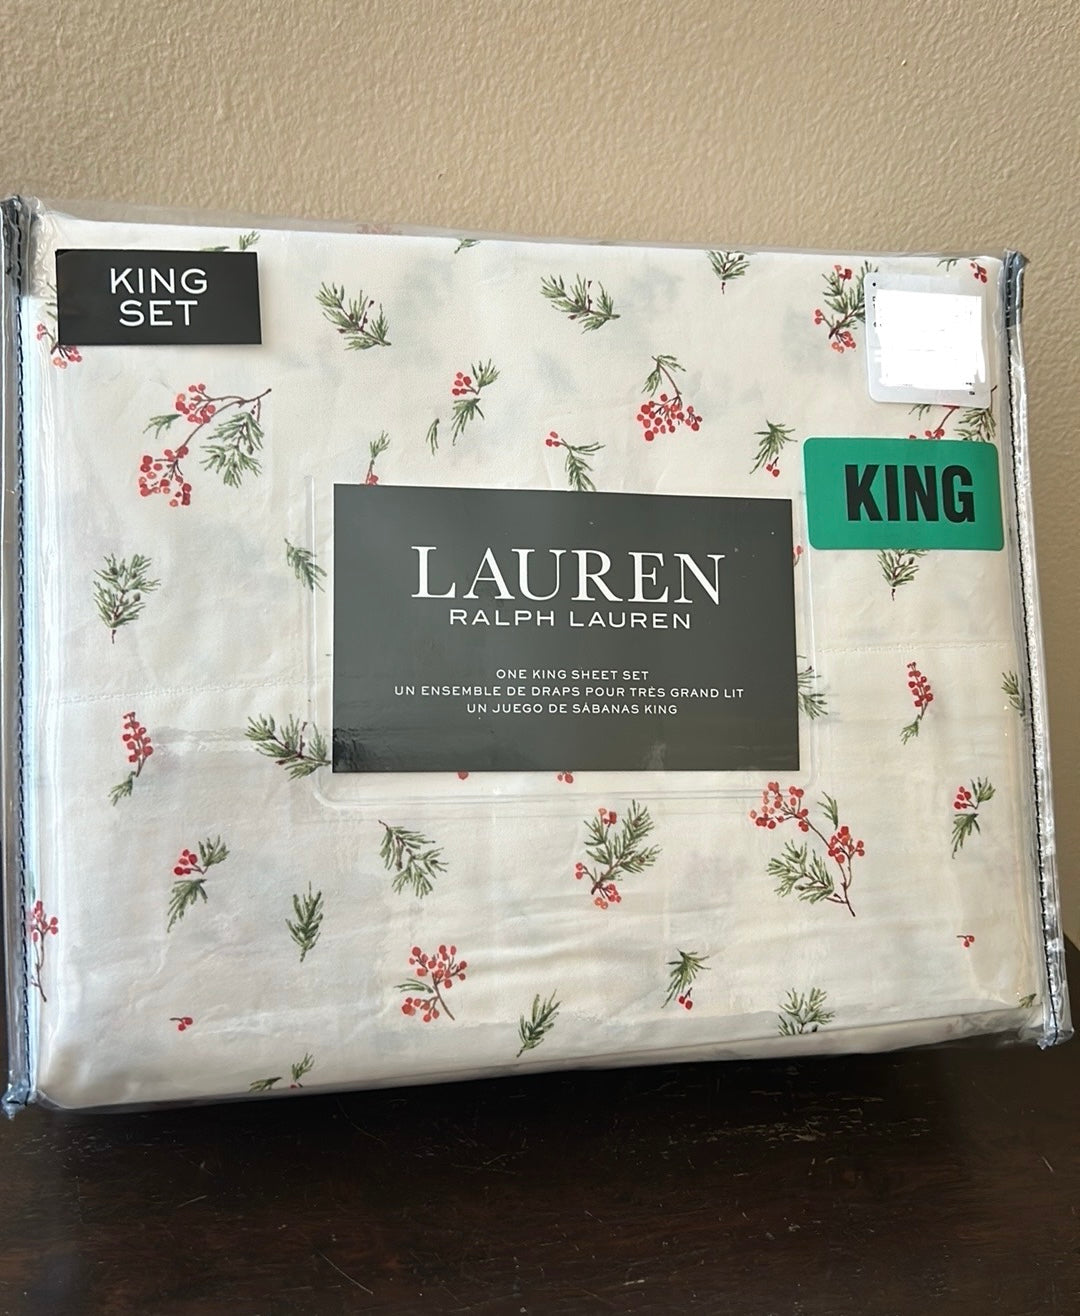 KING
SET
KING
LAUREN
RALPH LAUREN
ONE KING SHEET SET
UN ENSEMBLE DE DRAPS POUR TRÈS GRAND LIT
UN JUEGO DE SÁBANAS KING